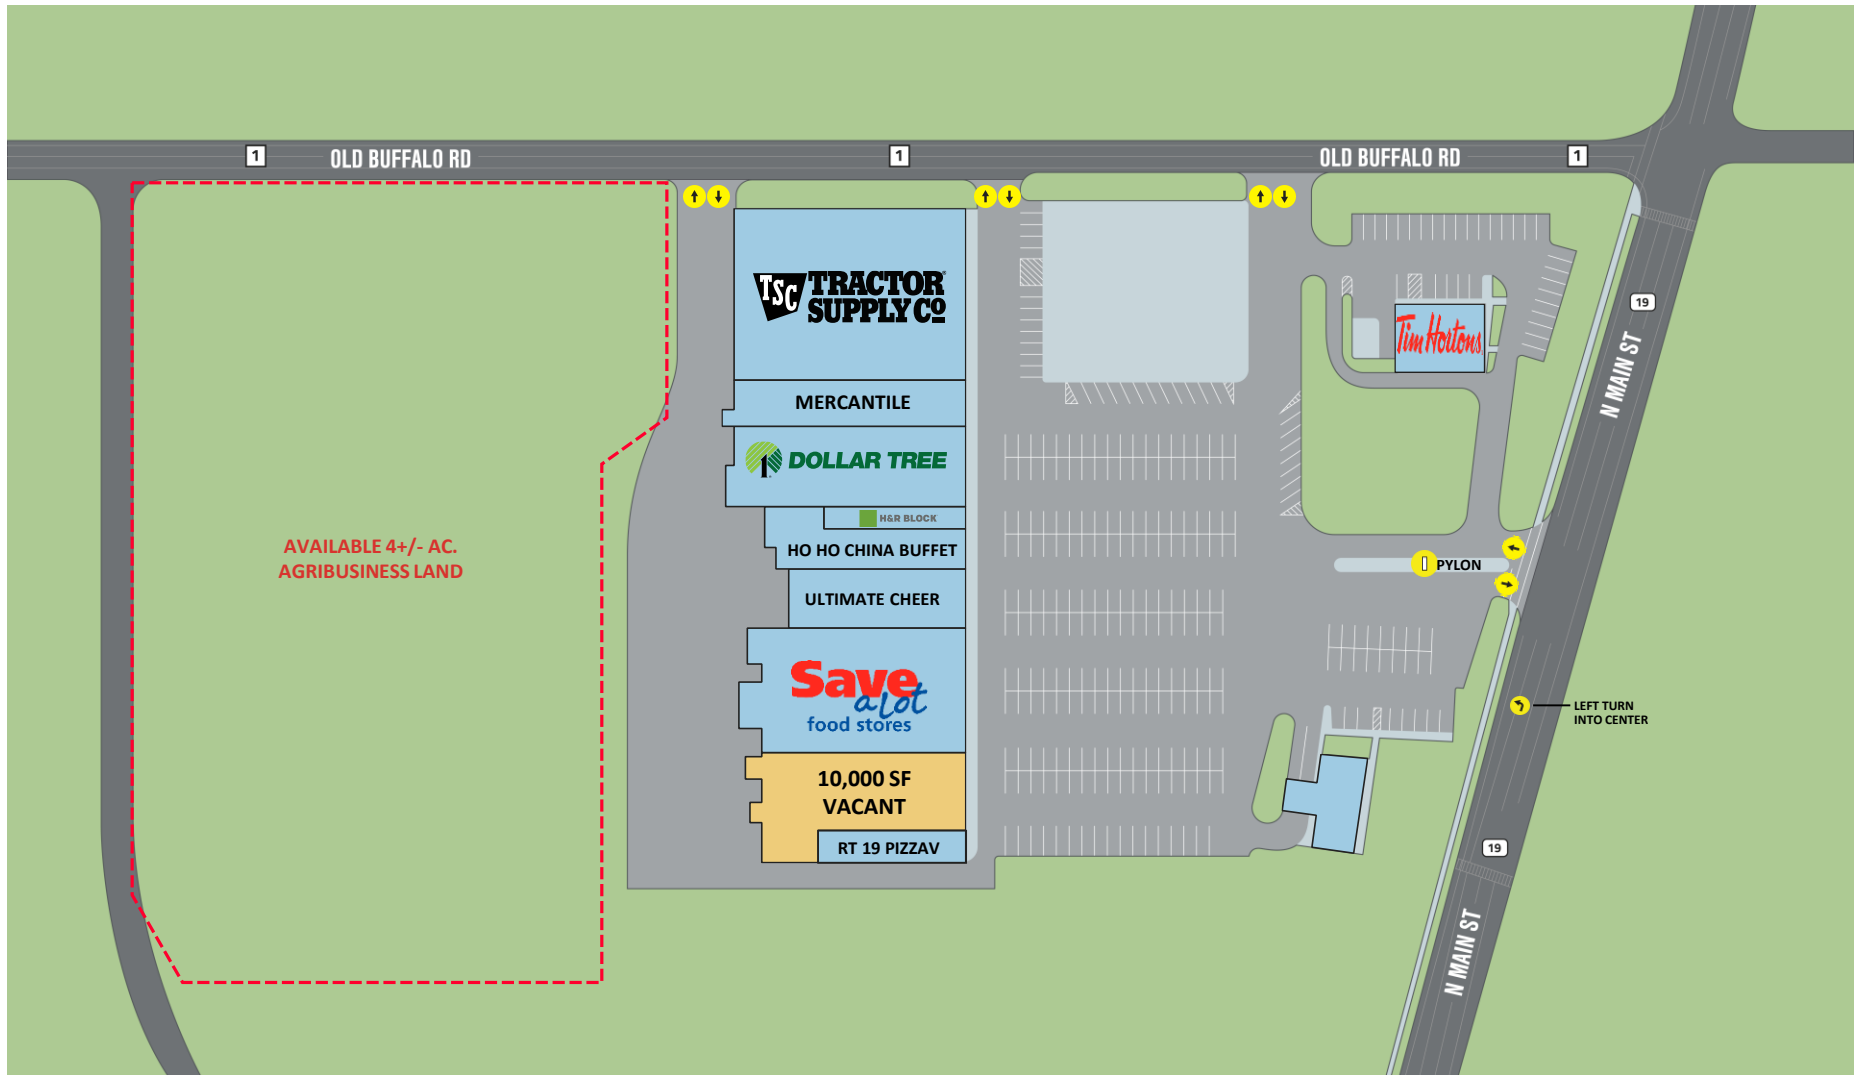 1
OLD BUFFALO RD
1
OLD BUFFALO RD
1
TSC TRACTOR
SUPPLY CO
19
Tim Hortons
N MAIN ST
MERCANTILE
1 DOLLAR TREE
H&R BLOCK
AVAILABLE 4+/- AC.
AGRIBUSINESS LAND
HO HO CHINA BUFFET
PYLON
ULTIMATE CHEER
Save
a lot
food stores
LEFT TURN
INTO CENTER
10,000 SF
VACANT
RT 19 PIZZAV
19
N MAIN ST